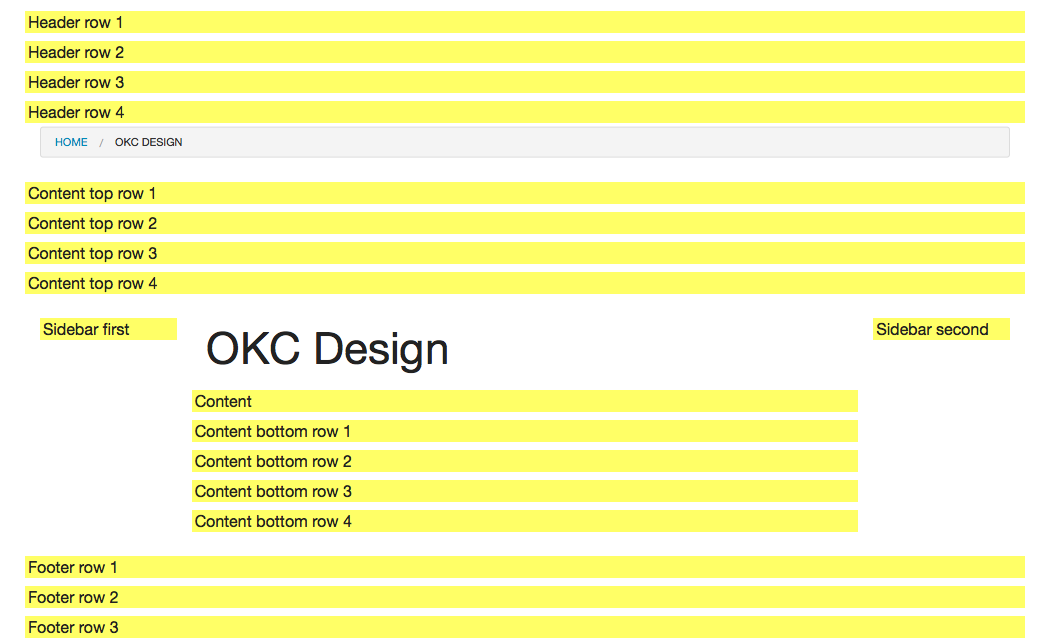 Header row 1
Header row 2
Header row 3
Header row 4
HOME / OKC DESIGN
Content top row 1
Content top row 2
Content top row 3
Content top row 4
Sidebar first
OKC Design
Content
Content bottom row 1
Content bottom row 2
Content bottom row 3
Content bottom row 4
Sidebar second
Footer row 1
Footer row 2
Footer row 3